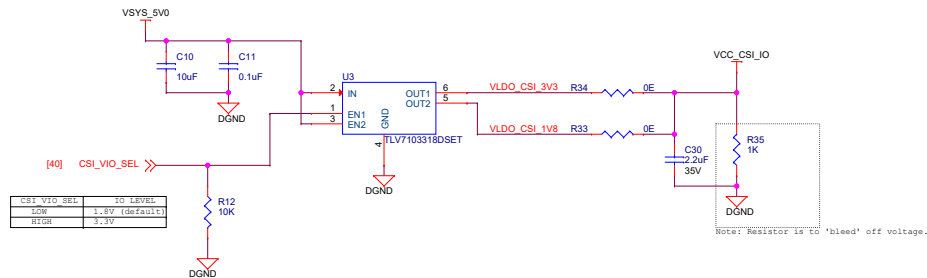 VSYS_5V0
C10
10uF
C11
0.1uF
DGND
U3
2
IN
1
EN1
3
EN2
GND
4
OUT1
6
OUT2
5
TLV7103318DSET
DGND
VLDO_CSI_3V3
R34
0E
VLDO_CSI_1V8
R33
0E
VCC_CSI_IO
C30
2.2uF
35V
R35
1K
DGND
Note: Resistor is to 'bleed' off voltage.
[40] CSI_VIO_SEL
R12
10K
DGND
CSI_VIO_SEL IO LEVEL
LOW 1.8V (default)
HIGH 3.3V